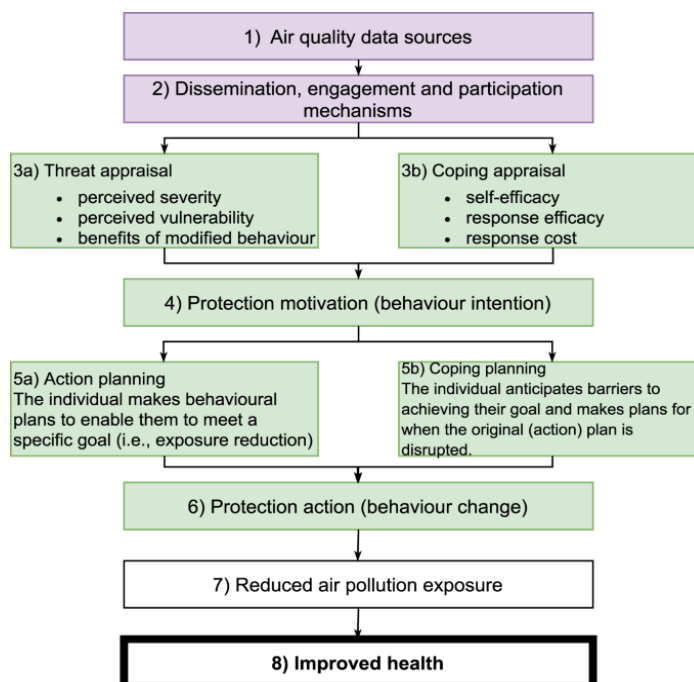 1) Air quality data sources
2) Dissemination, engagement and participation
mechanisms
3a) Threat appraisal
• perceived severity
• perceived vulnerability
• benefits of modified behaviour
3b) Coping appraisal
• self-efficacy
• response efficacy
• response cost
4) Protection motivation (behaviour intention)
5a) Action planning
The individual makes behavioural
plans to enable them to meet a
specific goal (i.e., exposure reduction)
5b) Coping planning
The individual anticipates barriers to
achieving their goal and makes plans for
when the original (action) plan is
disrupted.
6) Protection action (behaviour change)
7) Reduced air pollution exposure
8) Improved health